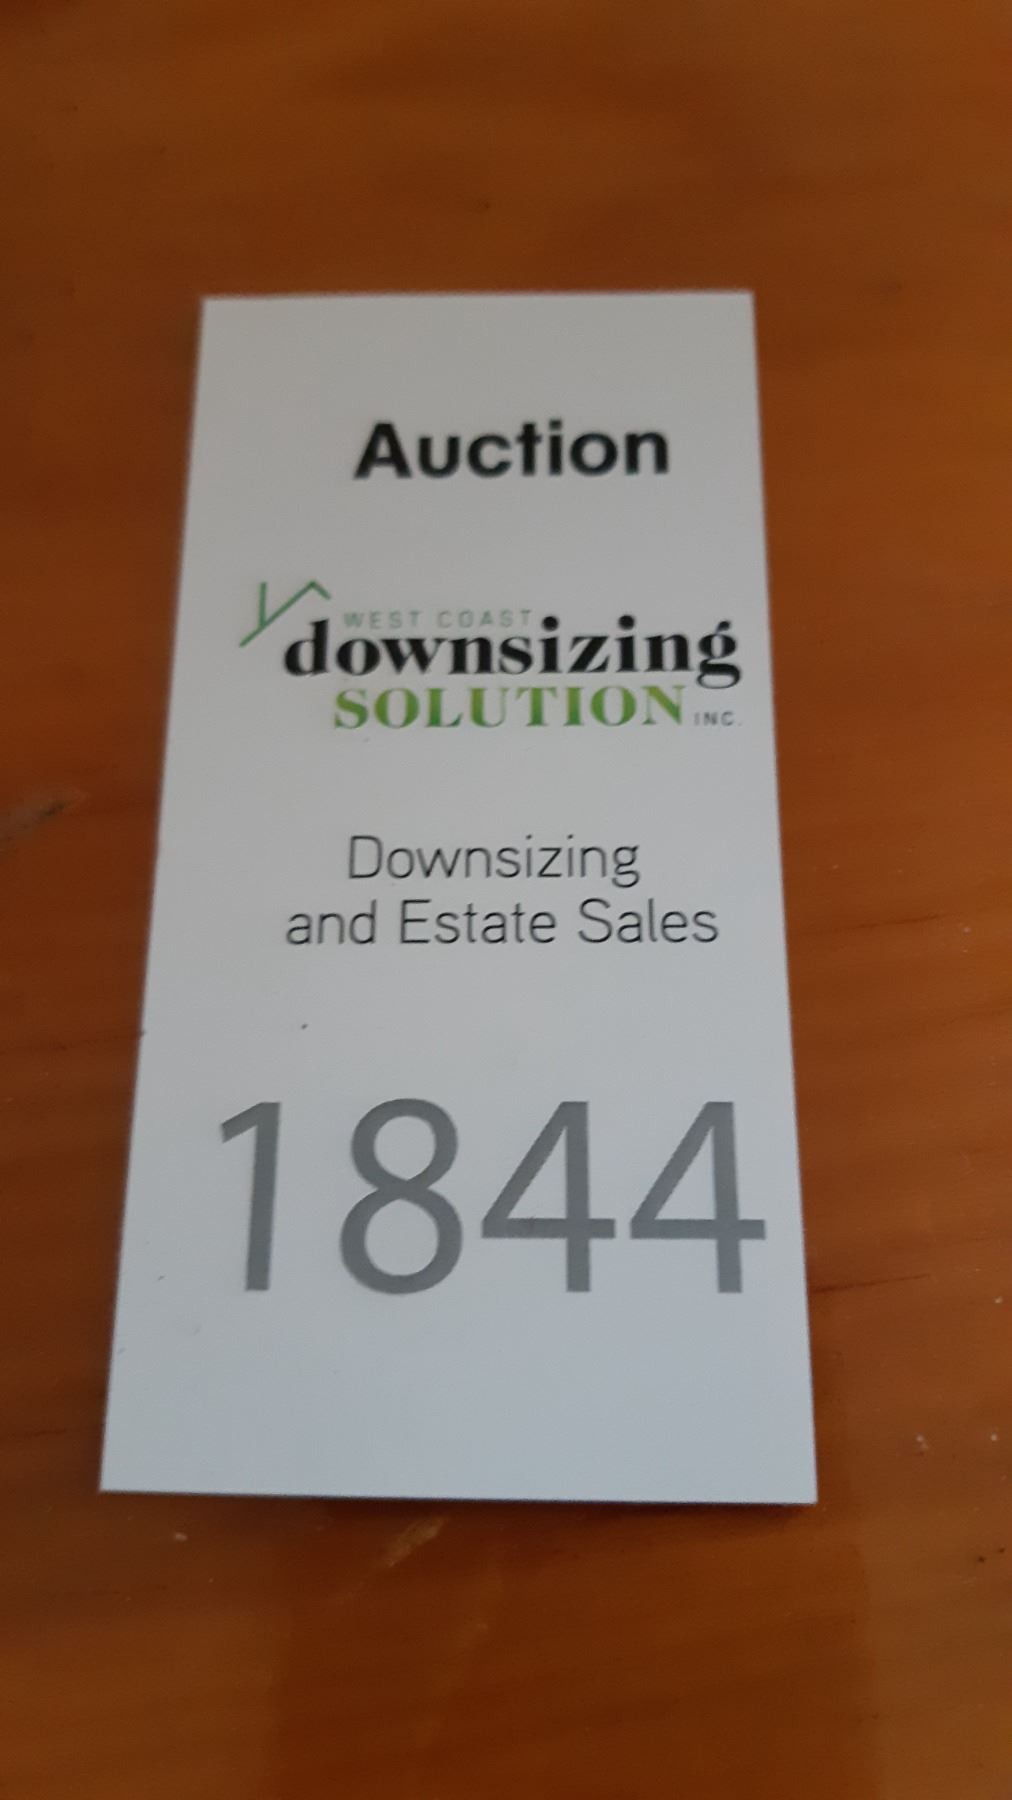 Auction
WEST COAST
downsizing
SOLUTION INC.
Downsizing
and Estate Sales
1844